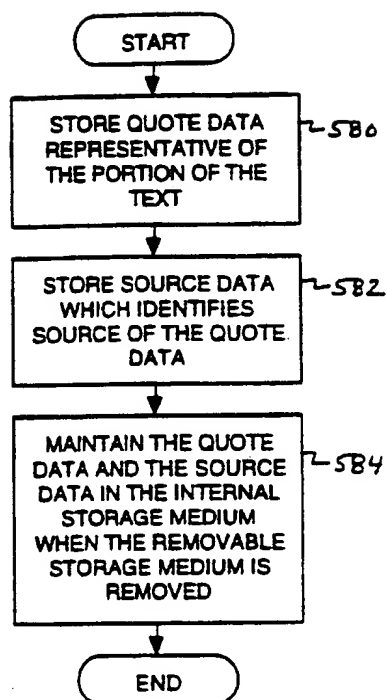 START
STORE QUOTE DATA
REPRESENTATIVE OF
THE PORTION OF THE
TEXT
580
STORE SOURCE DATA
WHICH IDENTIFIES
SOURCE OF THE QUOTE
DATA
582
MAINTAIN THE QUOTE
DATA AND THE SOURCE
DATA IN THE INTERNAL
STORAGE MEDIUM
WHEN THE REMOVABLE
STORAGE MEDIUM IS
REMOVED
584
END